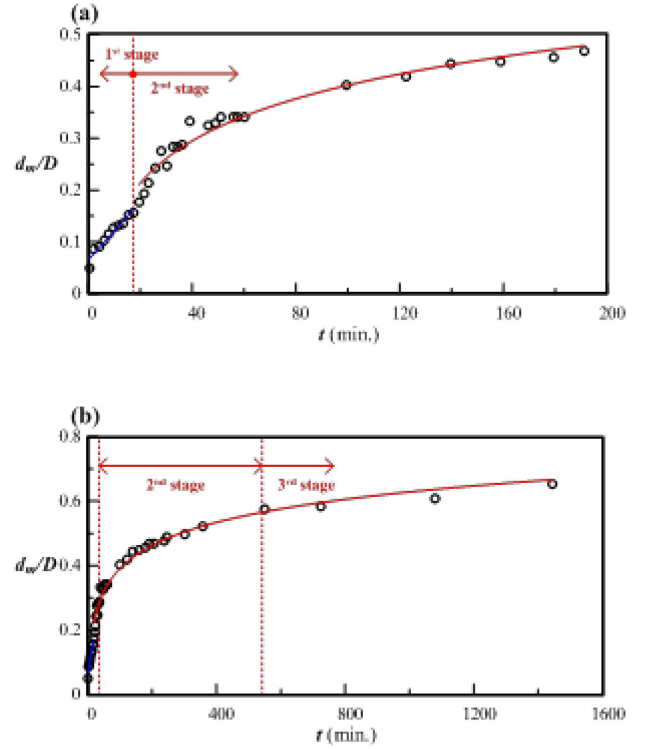 (a)
0.5
1st stage
2nd stage
0.4
0.3
dm/D
0.2
0.1
0
0 40 80 120 160 200
t (min.)
(b)
0.8
2nd stage 3rd stage
0.6
dm/D 0.4
0.2
0
0 400 800 1200 1600
t (min.)